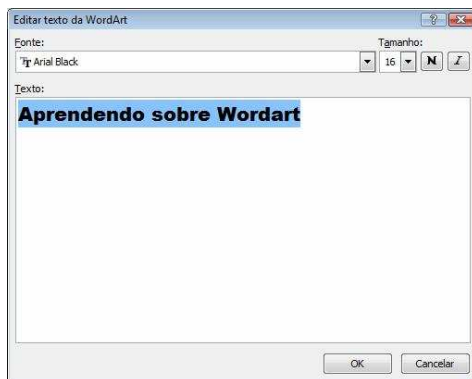 Editar texto da WordArt
Fonte: Tamanho:
Arial Black 16 N I
Texto:
Aprendendo sobre Wordart
OK Cancelar